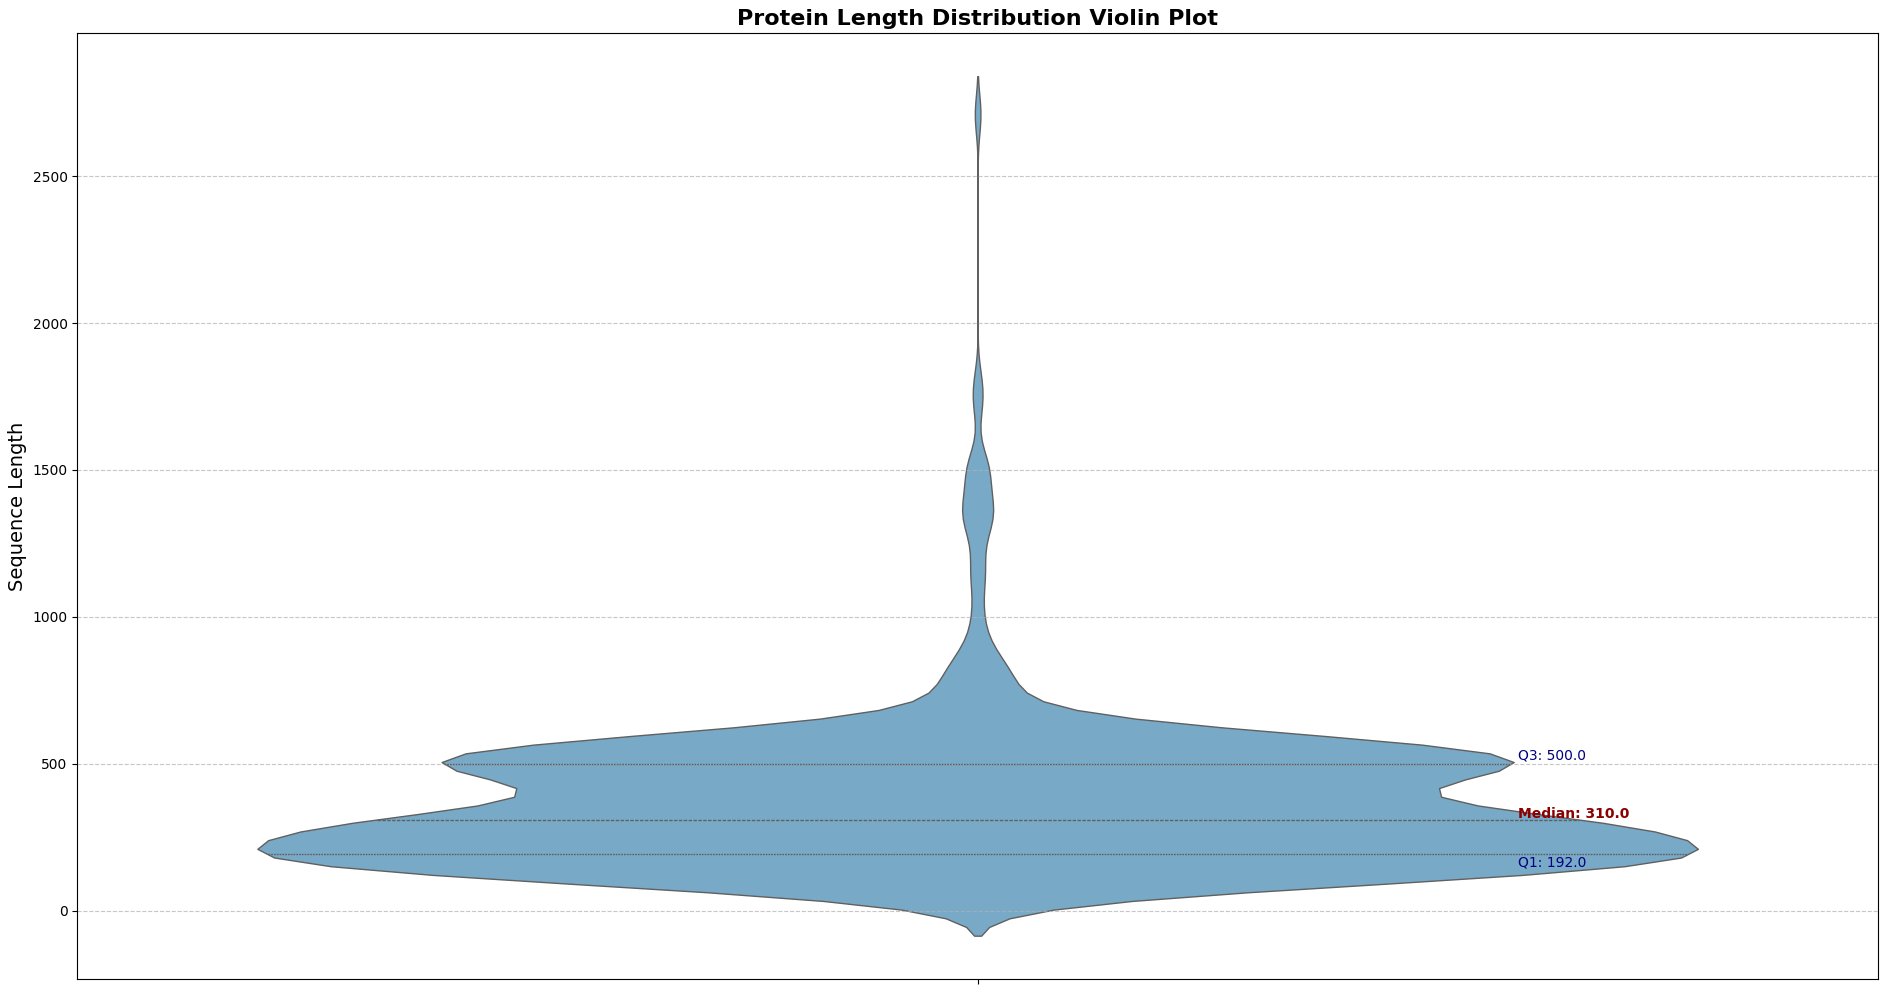 Protein Length Distribution Violin Plot
Sequence Length
2500
2000
1500
1000
500
0
Q3: 500.0
Median: 310.0
Q1: 192.0